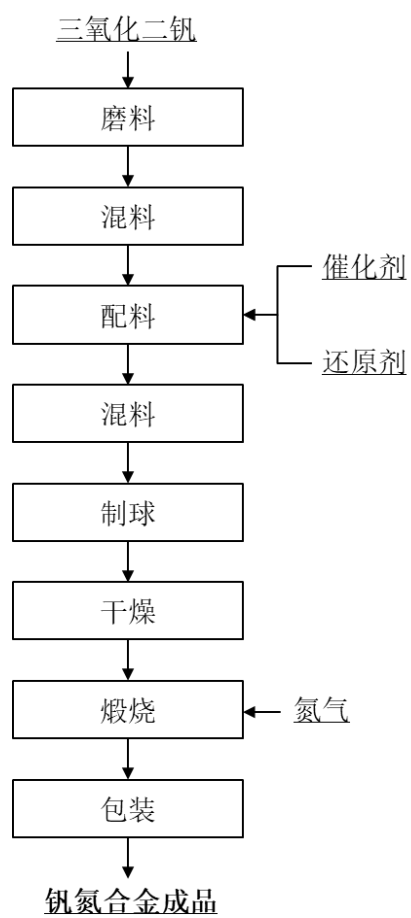 三氧化二钒
磨料
混料
配料
催化剂
还原剂
混料
制球
干燥
煅烧
氮气
包装
钒氮合金成品